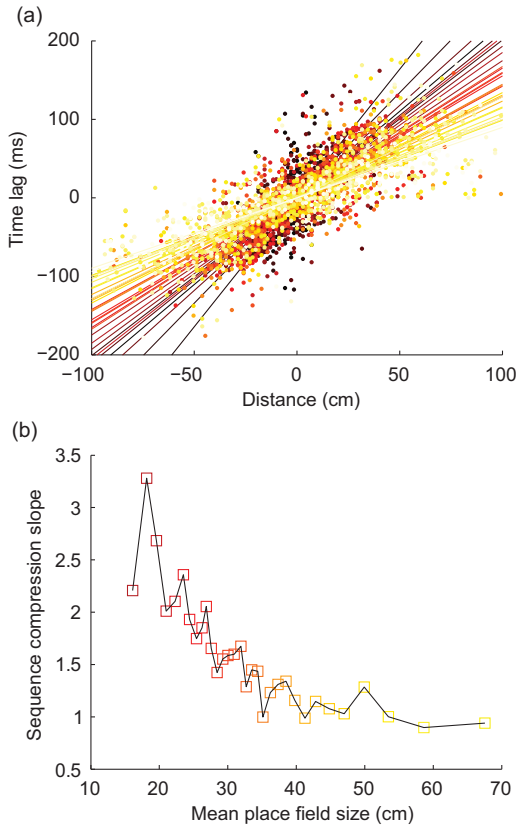 (a)
200
100
0
−100
−200
Time lag (ms)
−100 −50 0 50 100
Distance (cm)
(b)
3.5
3
2.5
2
1.5
1
0.5
Sequence compression slope
10 20 30 40 50 60 70
Mean place field size (cm)